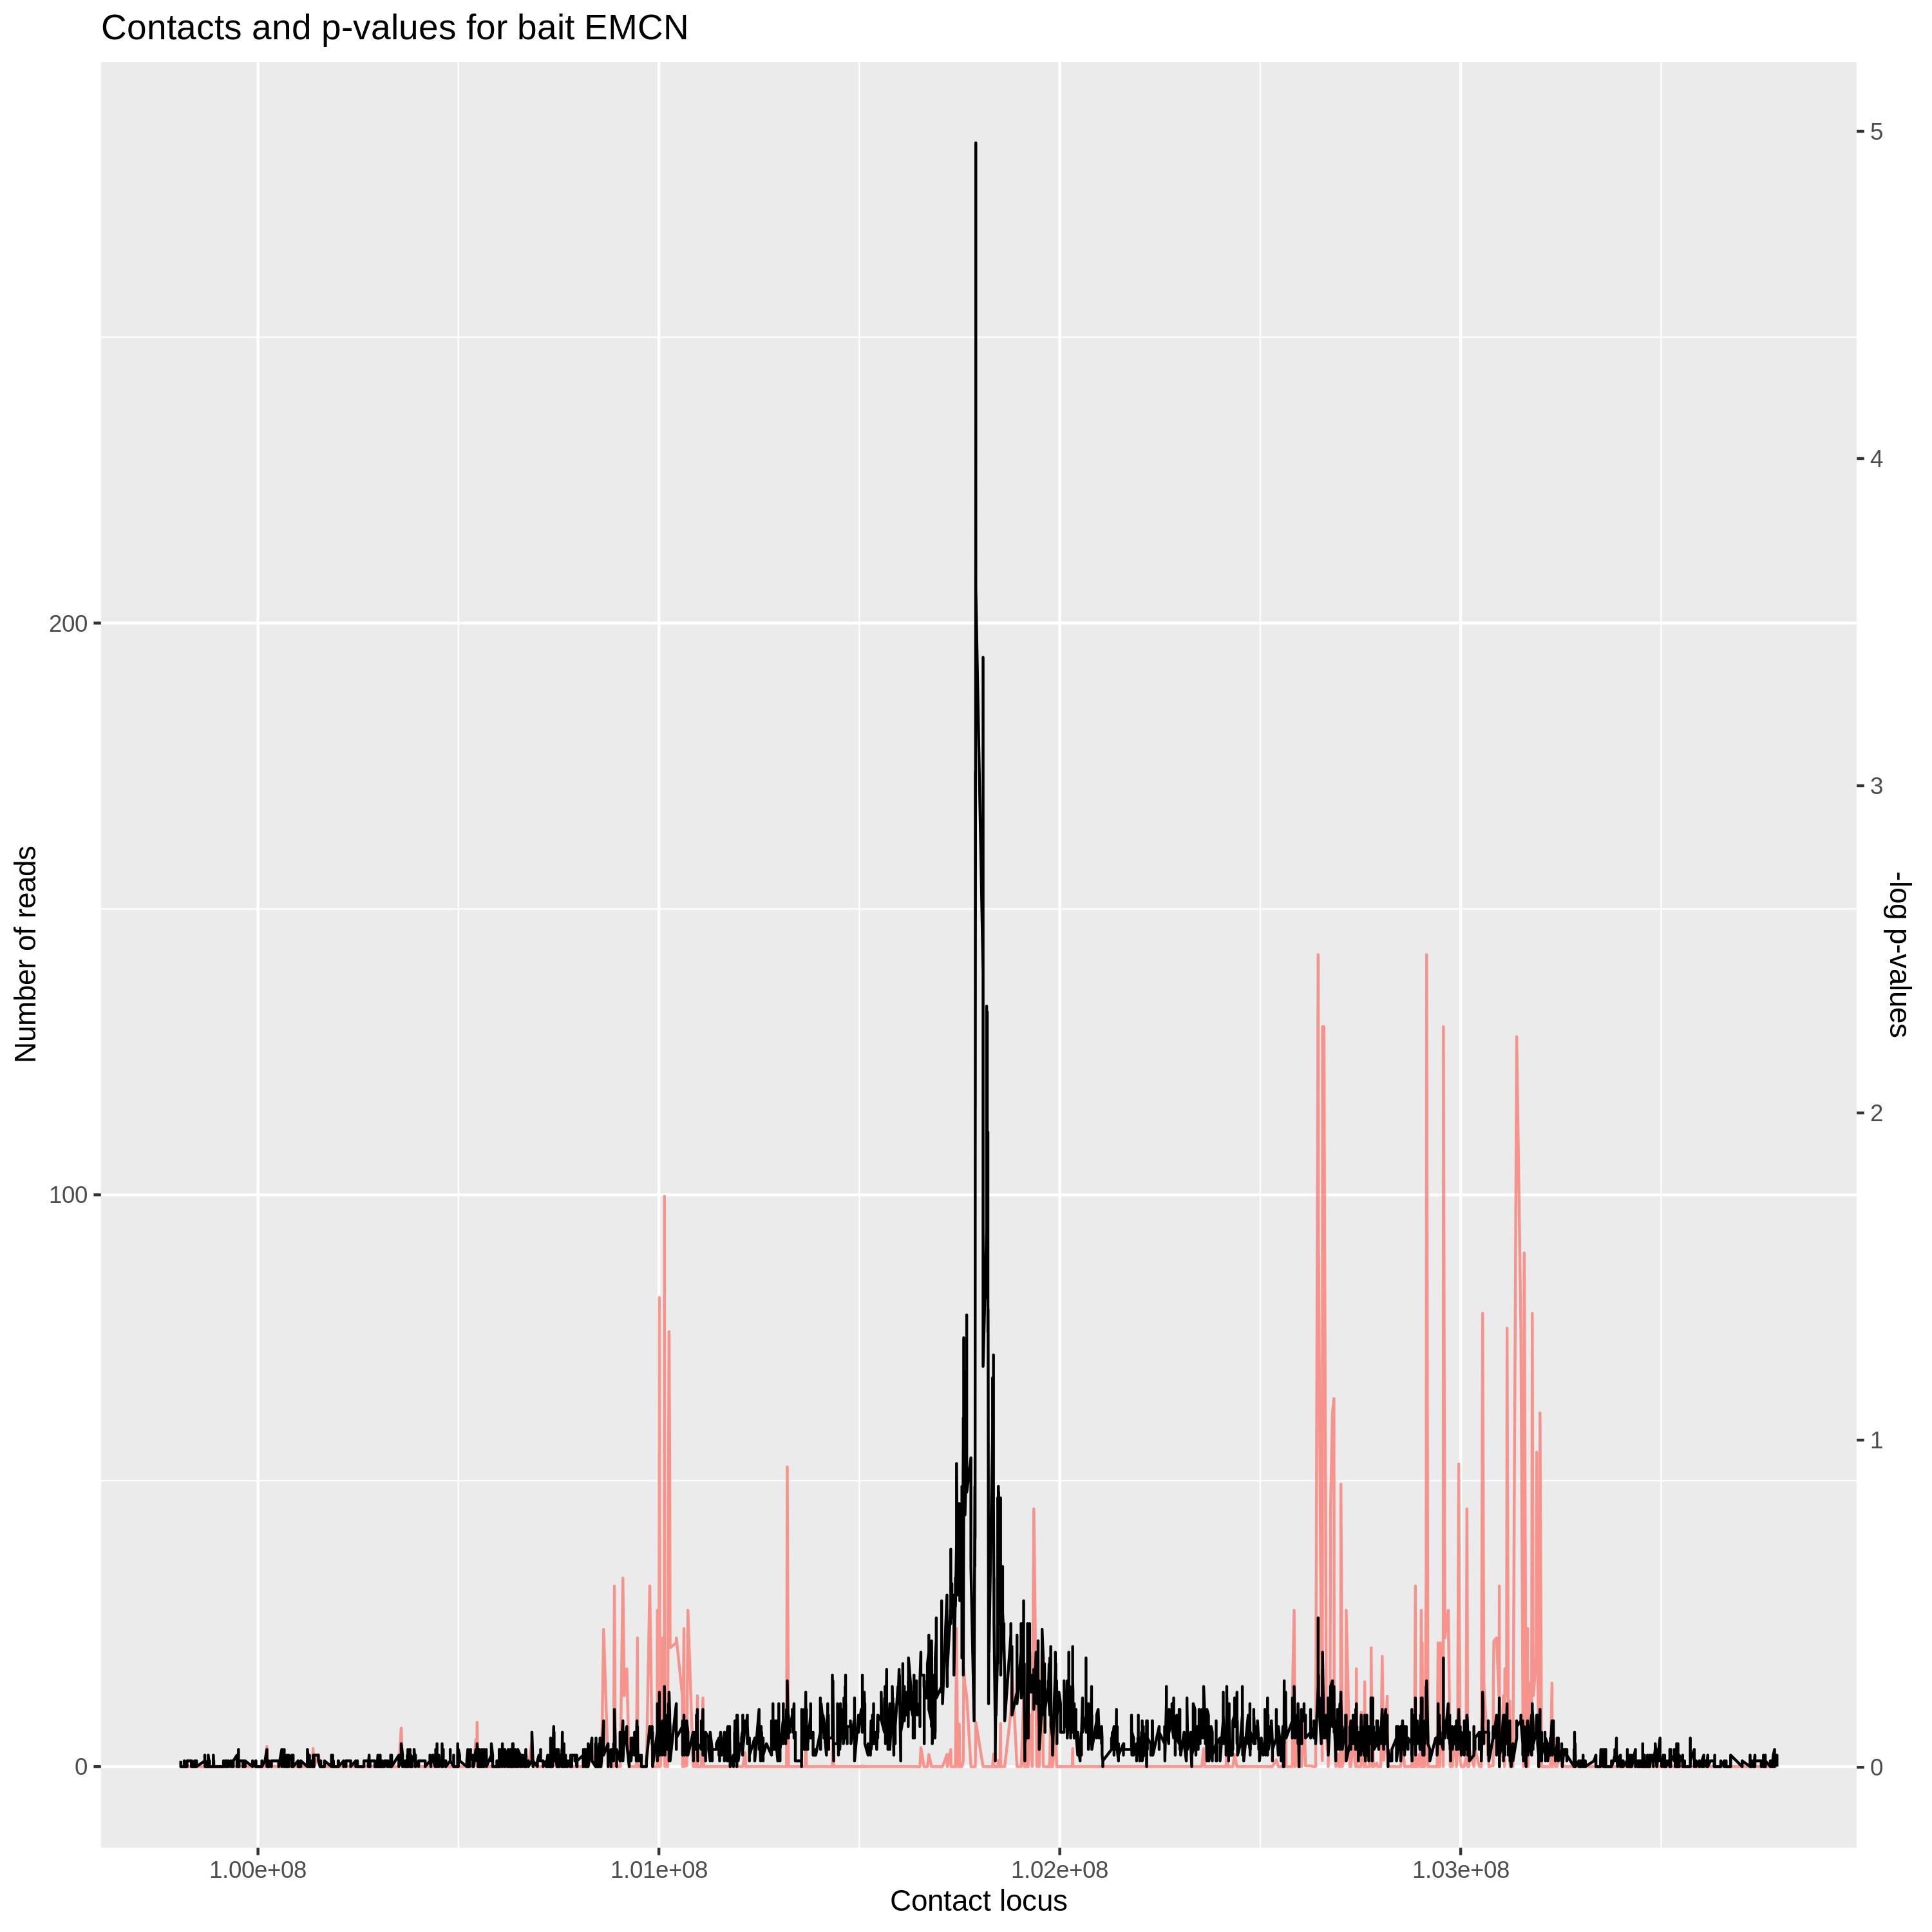 Contacts and p-values for bait EMCN
Number of reads
200
100
0
5
4
3
2
1
0
-log p-values
1.00e+08
1.01e+08
1.02e+08
1.03e+08
Contact locus